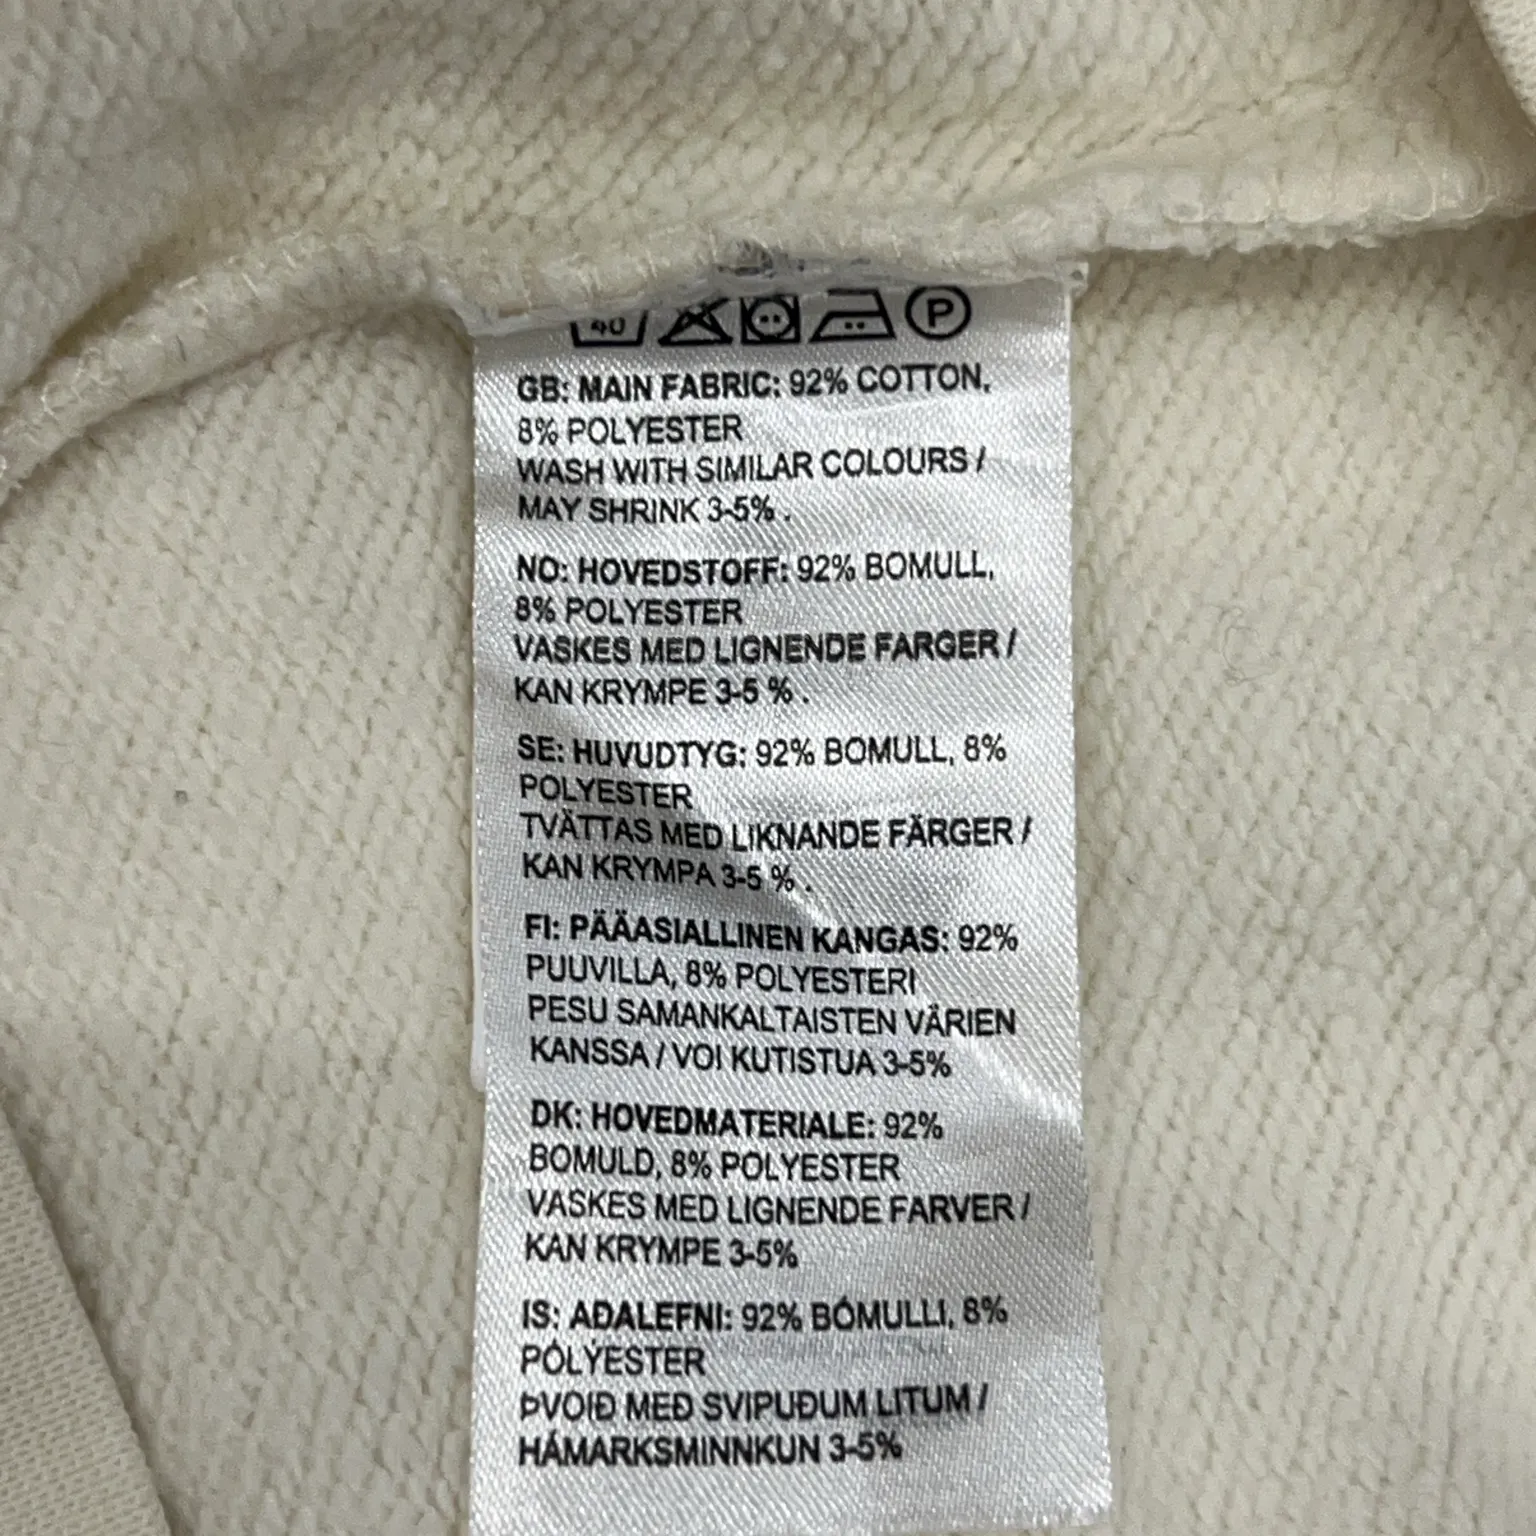 40 P
GB: MAIN FABRIC: 92% COTTON,
8% POLYESTER
WASH WITH SIMILAR COLOURS /
MAY SHRINK 3-5% .
NO: HOVEDSTOFF: 92% BOMULL,
8% POLYESTER
VASKES MED LIGNENDE FARGER /
KAN KRYMPE 3-5 % .
SE: HUVUDTYG: 92% BOMULL, 8%
POLYESTER
TVÄTTAS MED LIKNANDE FÄRGER /
KAN KRYMPA 3-5 % .
FI: PÄÄASIALLINEN KANGAS: 92%
PUUVILLA, 8% POLYESTERI
PESU SAMANKALTAISTEN VÄRIEN
KANSSA / VOI KUTISTUA 3-5%
DK: HOVEDMATERIALE: 92%
BOMULD, 8% POLYESTER
VASKES MED LIGNENDE FARVER /
KAN KRYMPE 3-5%
IS: AÐALEFNI: 92% BÓMULLI, 8%
PÓLÝESTER
ÞVOIÐ MEÐ SVIPUÐUM LITUM /
HÁMARKSMINNKUN 3-5%